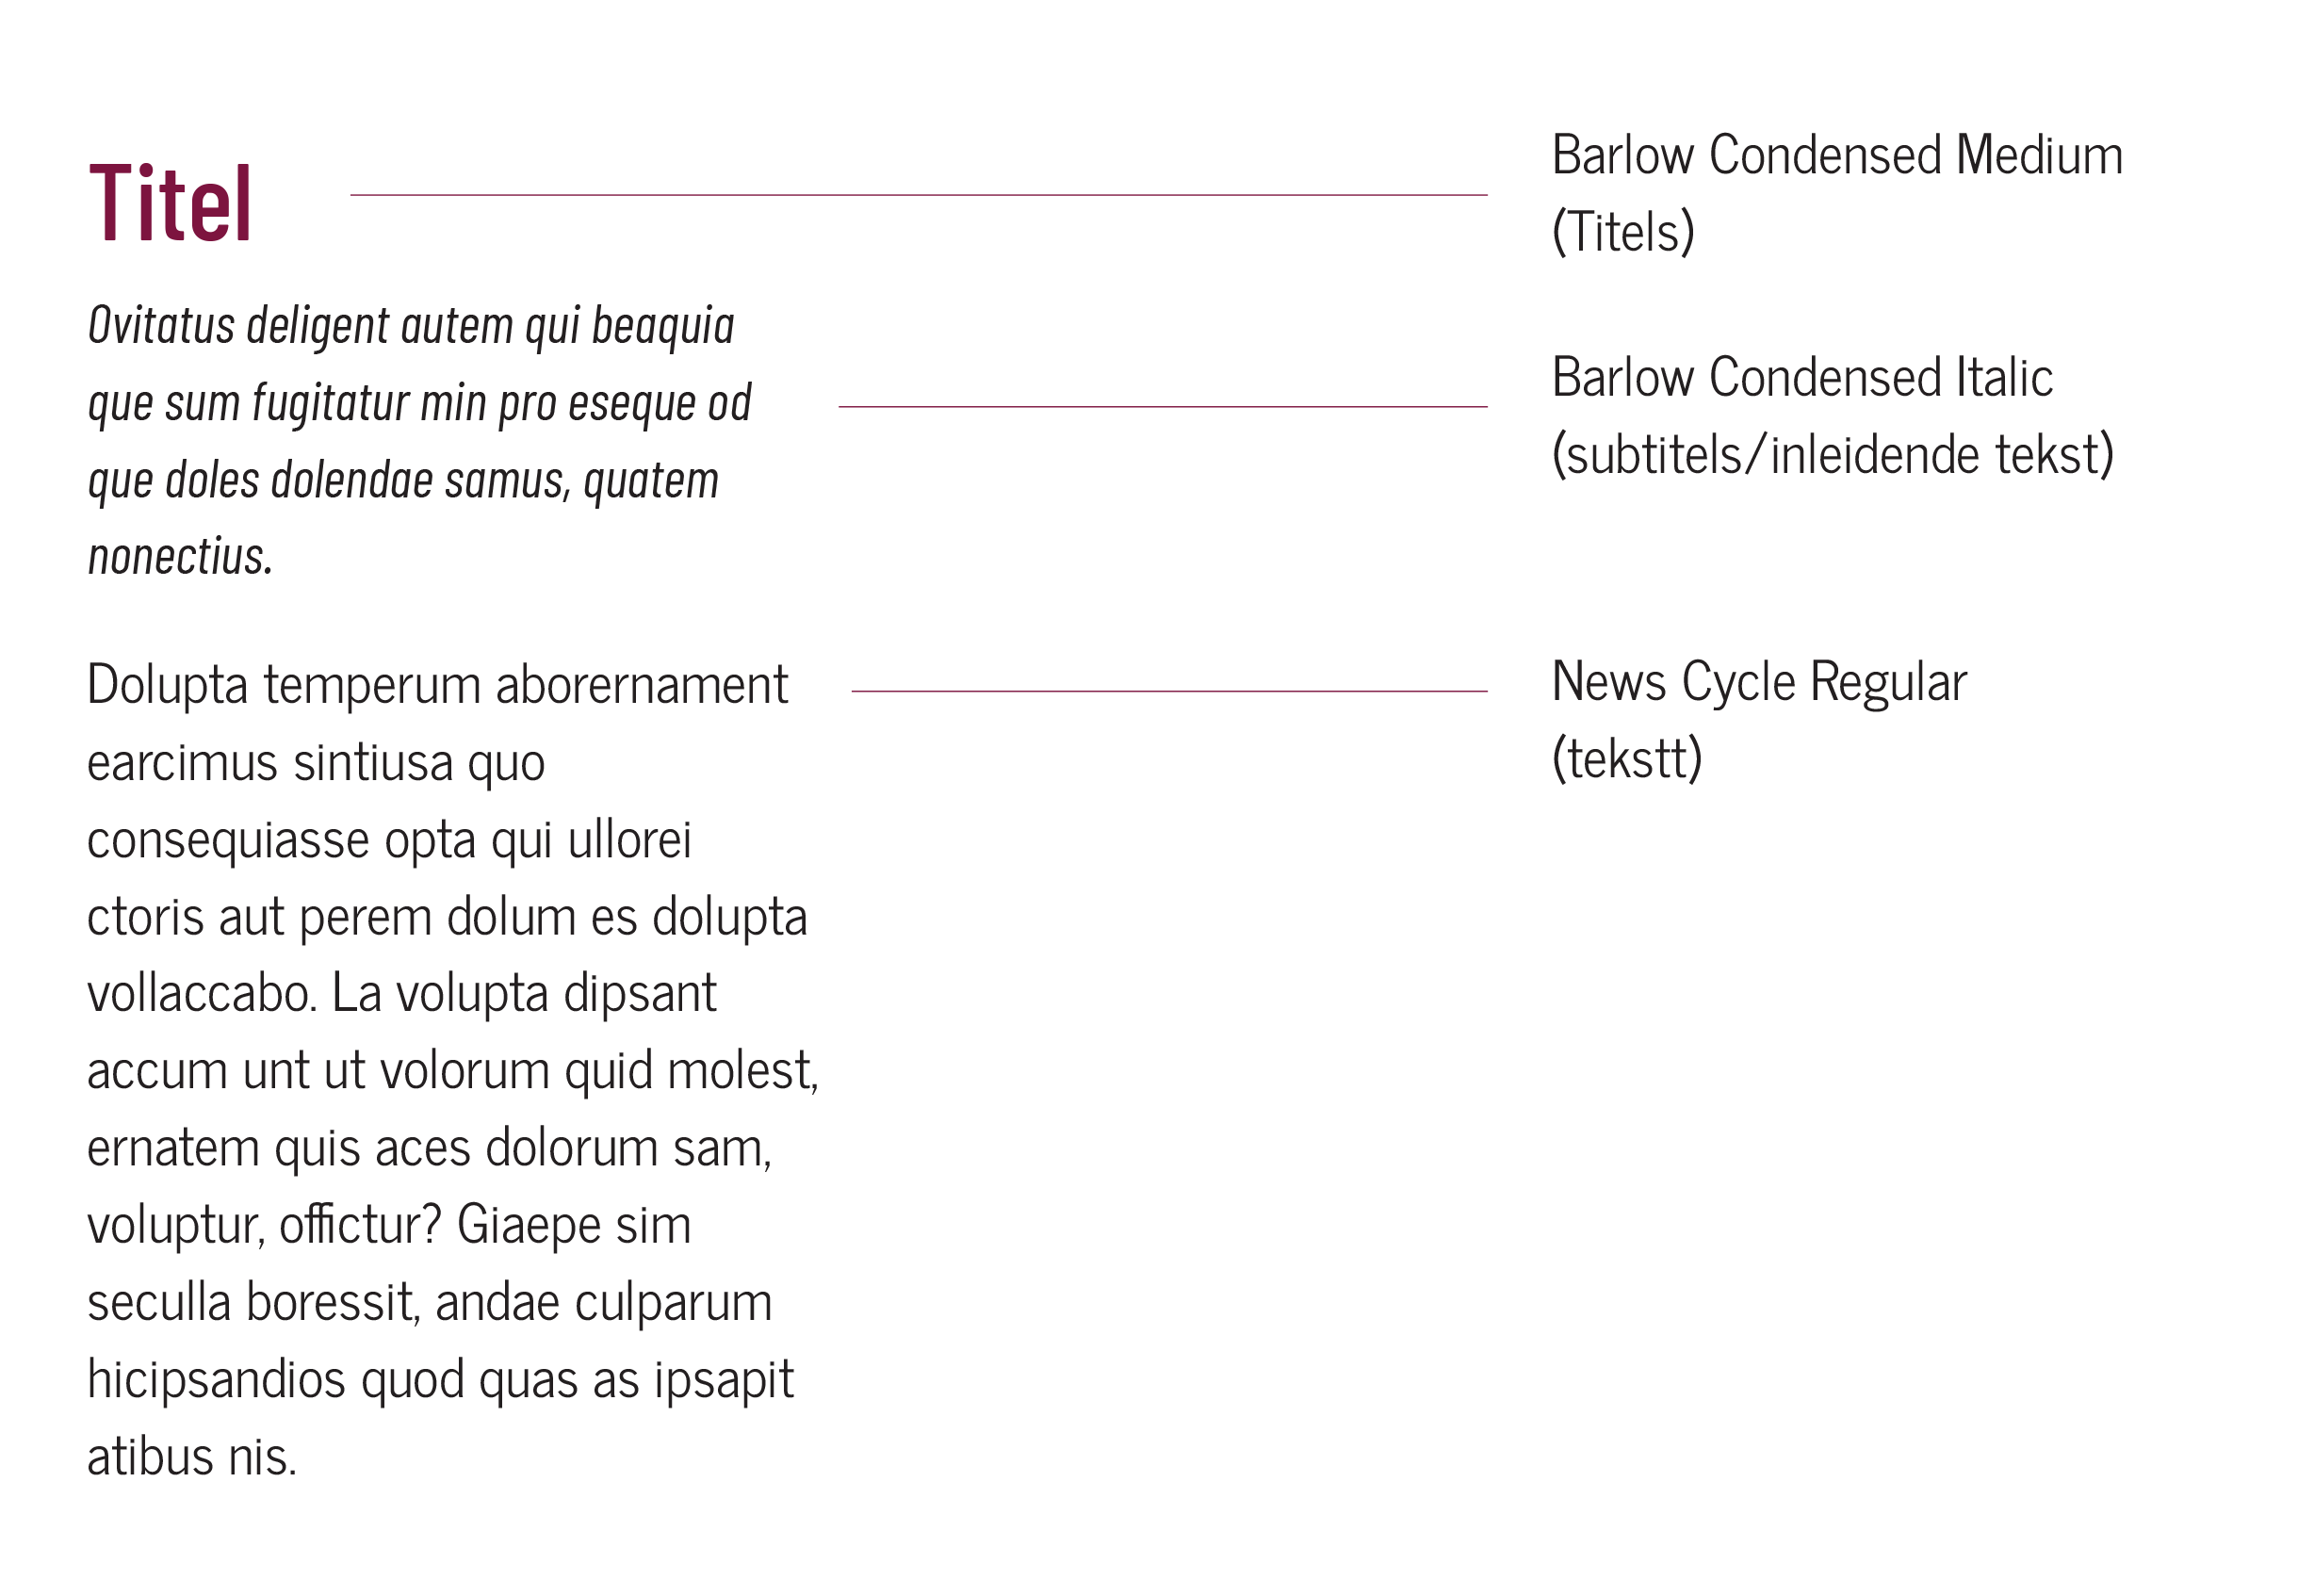 Titel
Barlow Condensed Medium
(Titels)
Ovitatus deligent autem qui beaquia
que sum fugitatur min pro eseque od
que doles dolendae samus, quatem
nonectius.
Barlow Condensed Italic
(subtitels/inleidende tekst)
Dolupta temperum aborernament
earcimus sintiusa quo
consequiasse opta qui ullorei
ctoris aut perem dolum es dolupta
vollaccabo. La volupta dipsant
accum unt ut volorum quid molest,
ernatem quis aces dolorum sam,
voluptur, offictur? Giaepe sim
seculla boressit, andae culparum
hicipsandios quod quas as ipsapit
atibus nis.
News Cycle Regular
(tekstt)